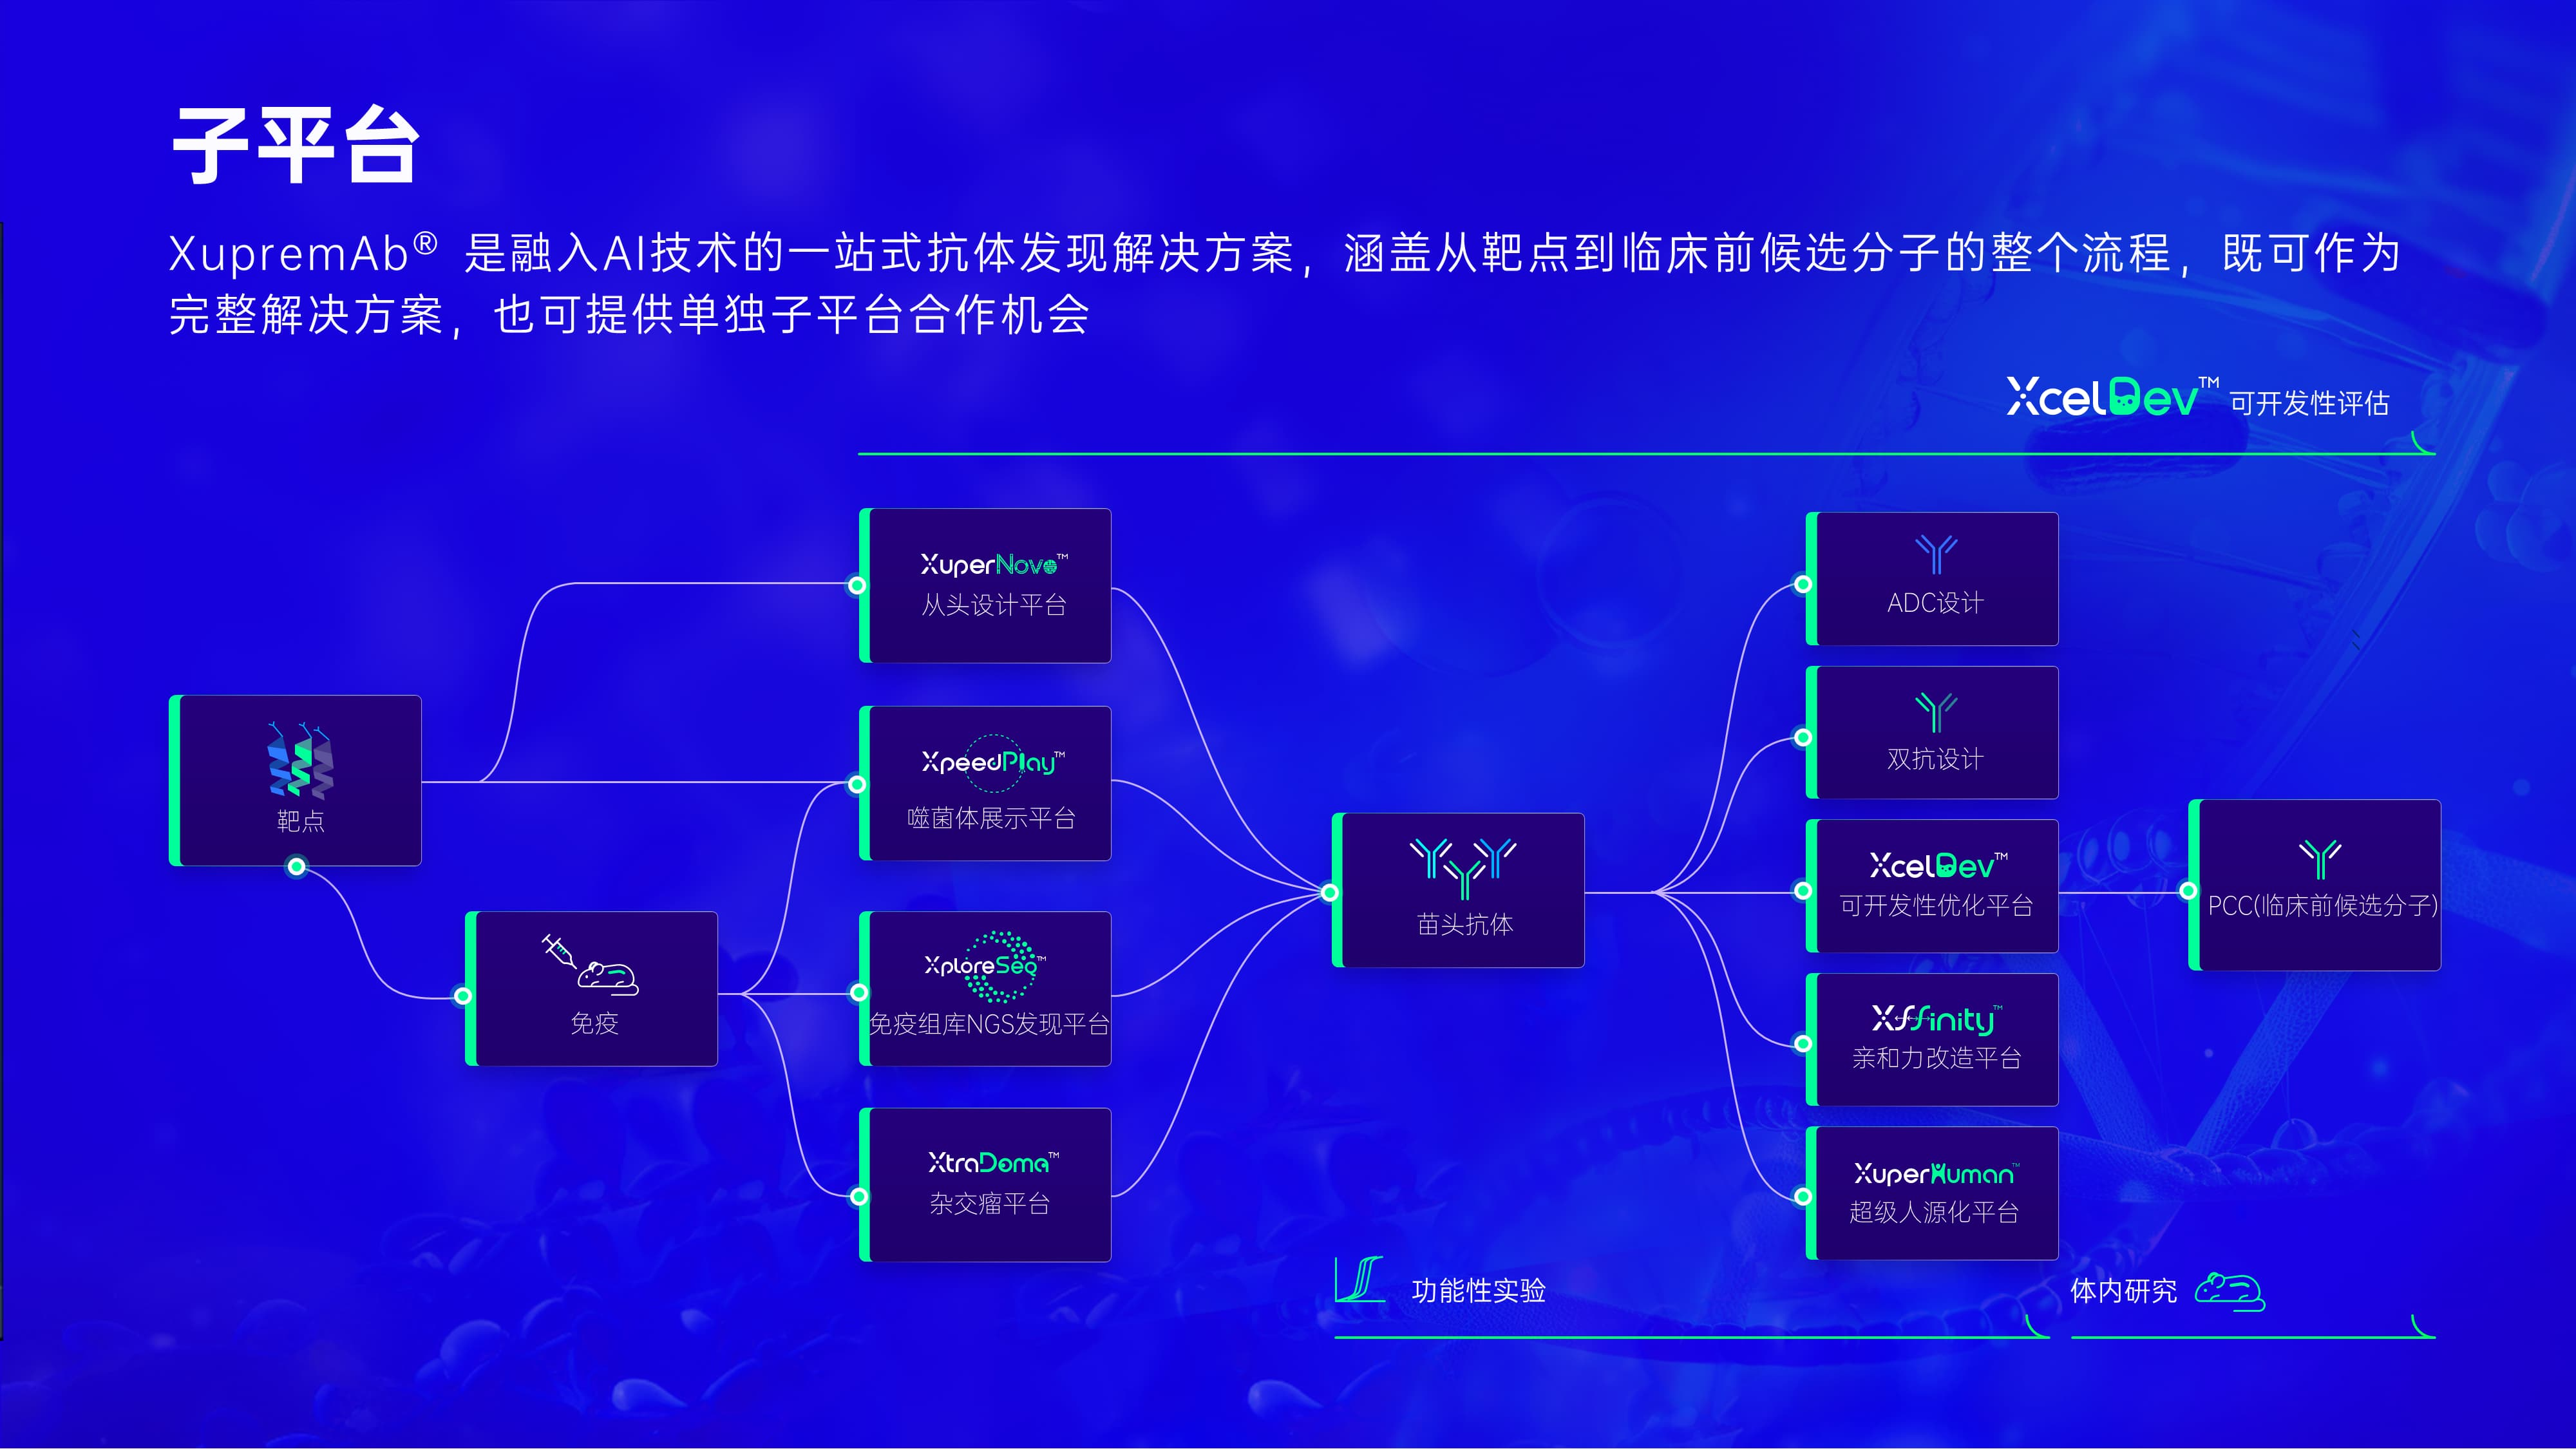 子平台
XupremAb® 是融入AI技术的一站式抗体发现解决方案，涵盖从靶点到临床前候选分子的整个流程，既可作为
完整解决方案，也可提供单独子平台合作机会
XcelDev™ 可开发性评估
靶点
免疫
XuperNovo™
从头设计平台
XpeedPlay™
噬菌体展示平台
XploreSeq™
免疫组库NGS发现平台
XtraDoma™
杂交瘤平台
苗头抗体
ADC设计
双抗设计
XcelDev™
可开发性优化平台
Xffinity™
亲和力改造平台
XuperHuman™
超级人源化平台
PCC(临床前候选分子)
功能性实验
体内研究